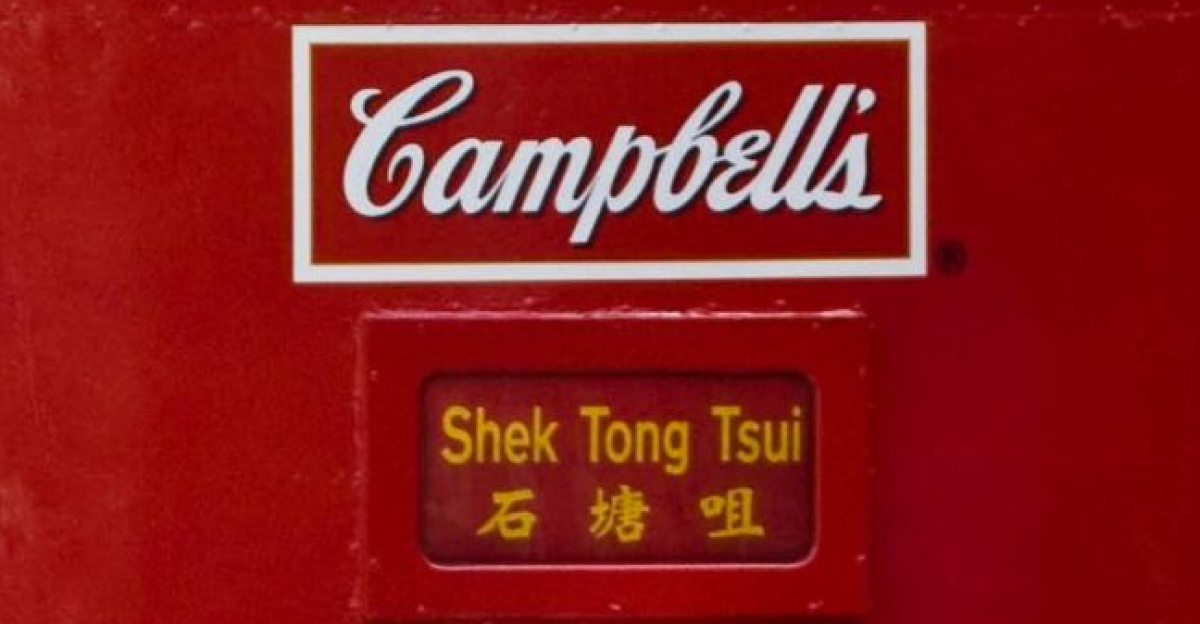 Campbell's
®
Shek Tong Tsui
石塘咀